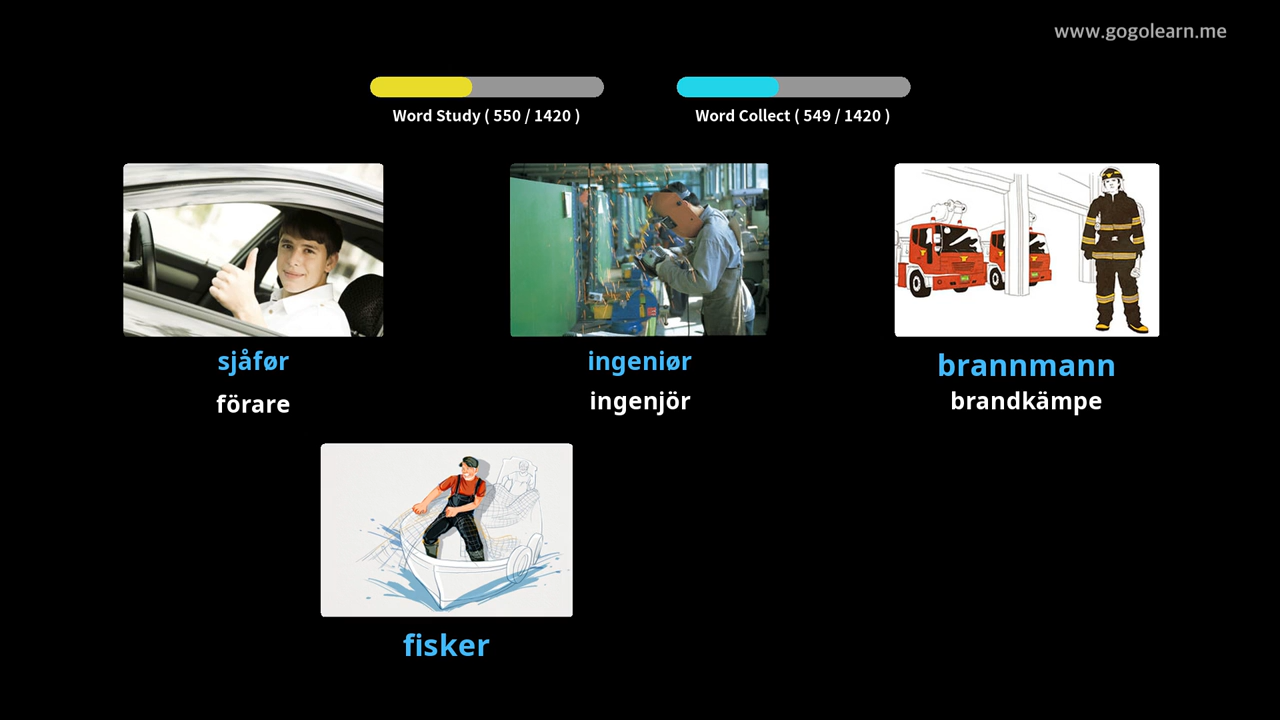 www.gogolearn.me
Word Study ( 550 / 1420 )
Word Collect ( 549 / 1420 )
sjåfør
förare
ingeniør
ingenjör
brannmann
brandkämpe
fisker